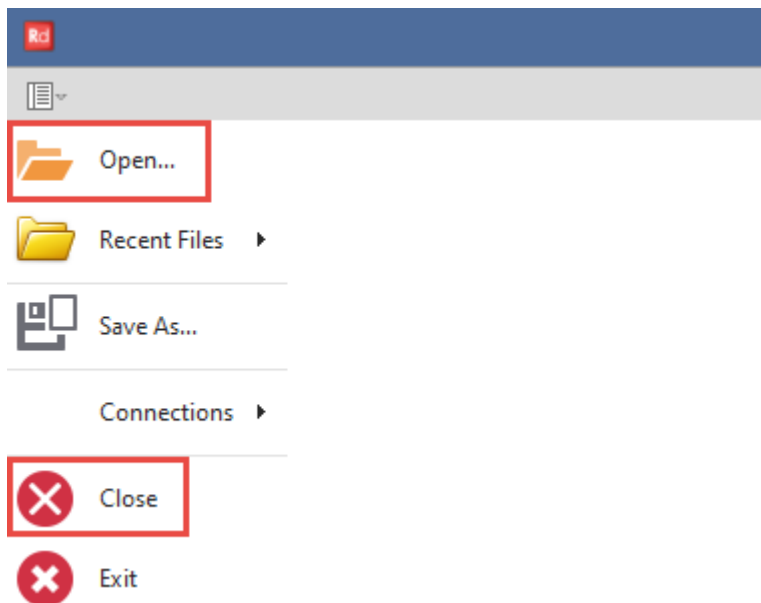 Rd
Open...
Recent Files
Save As...
Connections
Close
Exit